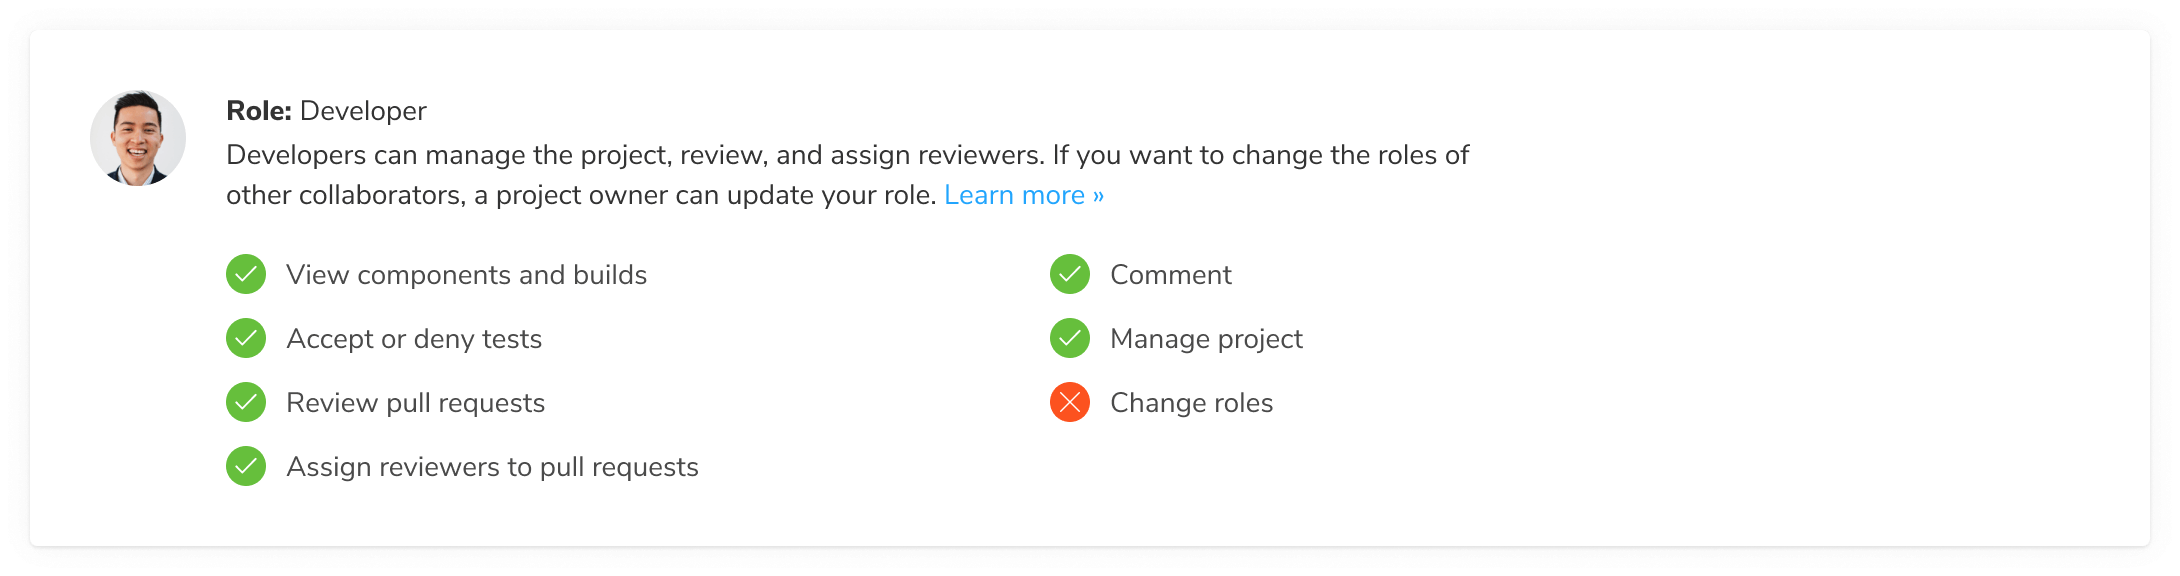 Role: Developer
Developers can manage the project, review, and assign reviewers. If you want to change the roles of
other collaborators, a project owner can update your role. Learn more »
View components and builds
Accept or deny tests
Review pull requests
Assign reviewers to pull requests
Comment
Manage project
Change roles